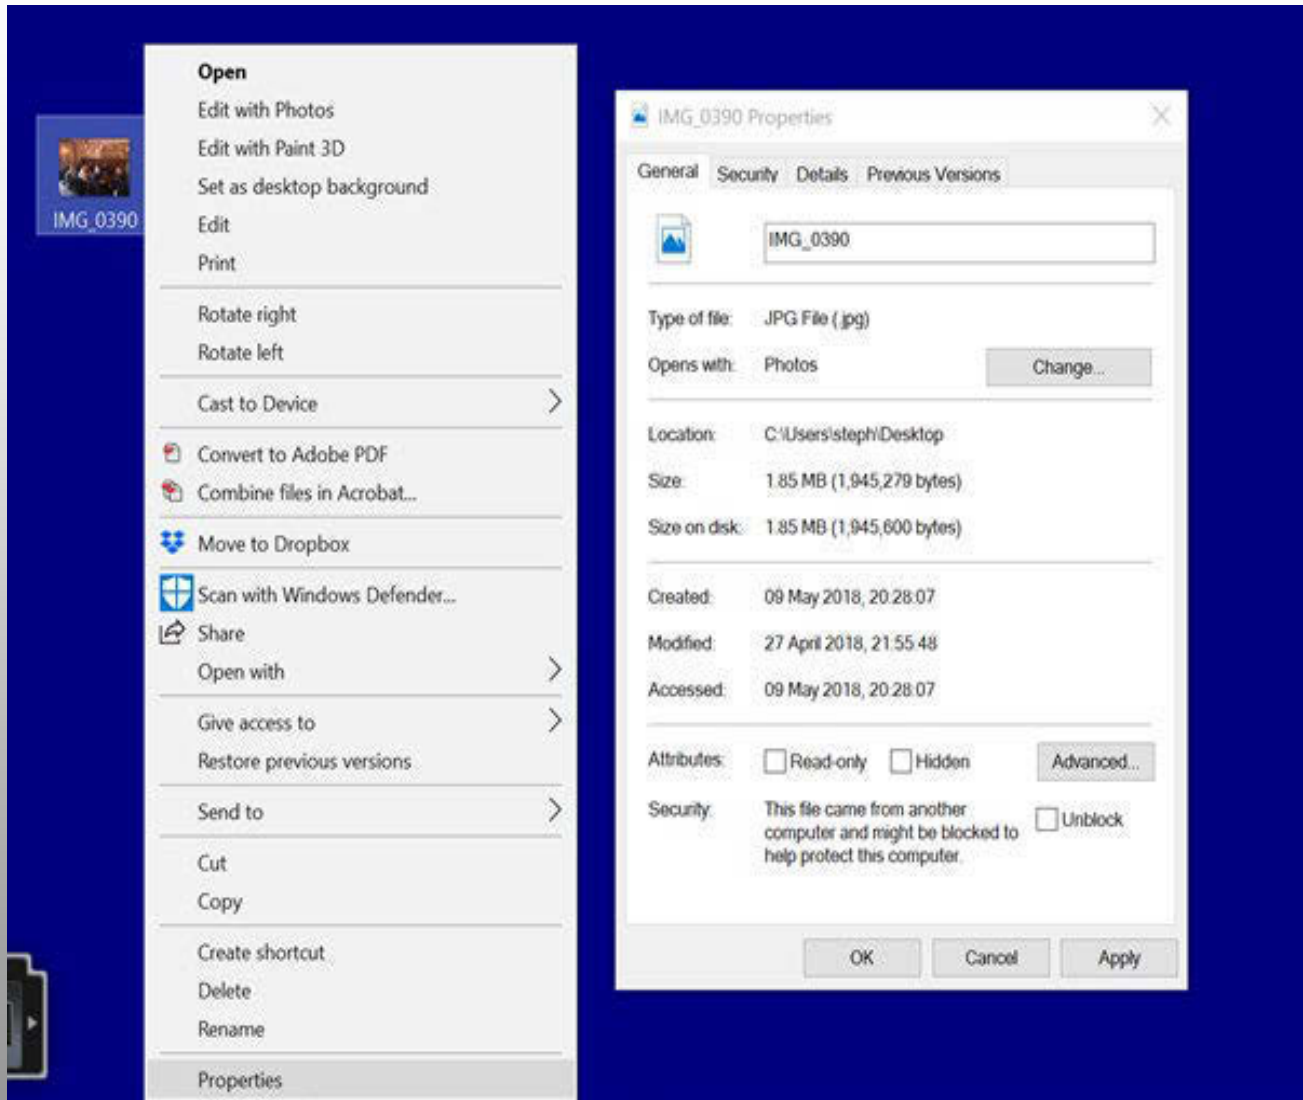 IMG_0390
Open
Edit with Photos
Edit with Paint 3D
Set as desktop background
Edit
Print
Rotate right
Rotate left
Cast to Device
Convert to Adobe PDF
Combine files in Acrobat...
Move to Dropbox
Scan with Windows Defender...
Share
Open with
Give access to
Restore previous versions
Send to
Cut
Copy
Create shortcut
Delete
Rename
Properties
IMG_0390 Properties
General Security Details Previous Versions
IMG_0390
Type of file: JPG File (.jpg)
Opens with: Photos Change...
Location: C:\Users\steph\Desktop
Size: 1.85 MB (1,945,279 bytes)
Size on disk: 1.85 MB (1,945,600 bytes)
Created: 09 May 2018, 20:28:07
Modified: 27 April 2018, 21:55:48
Accessed: 09 May 2018, 20:28:07
Attributes: Read-only Hidden Advanced...
Security: This file came from another
computer and might be blocked to
help protect this computer.
Unblock
OK Cancel Apply